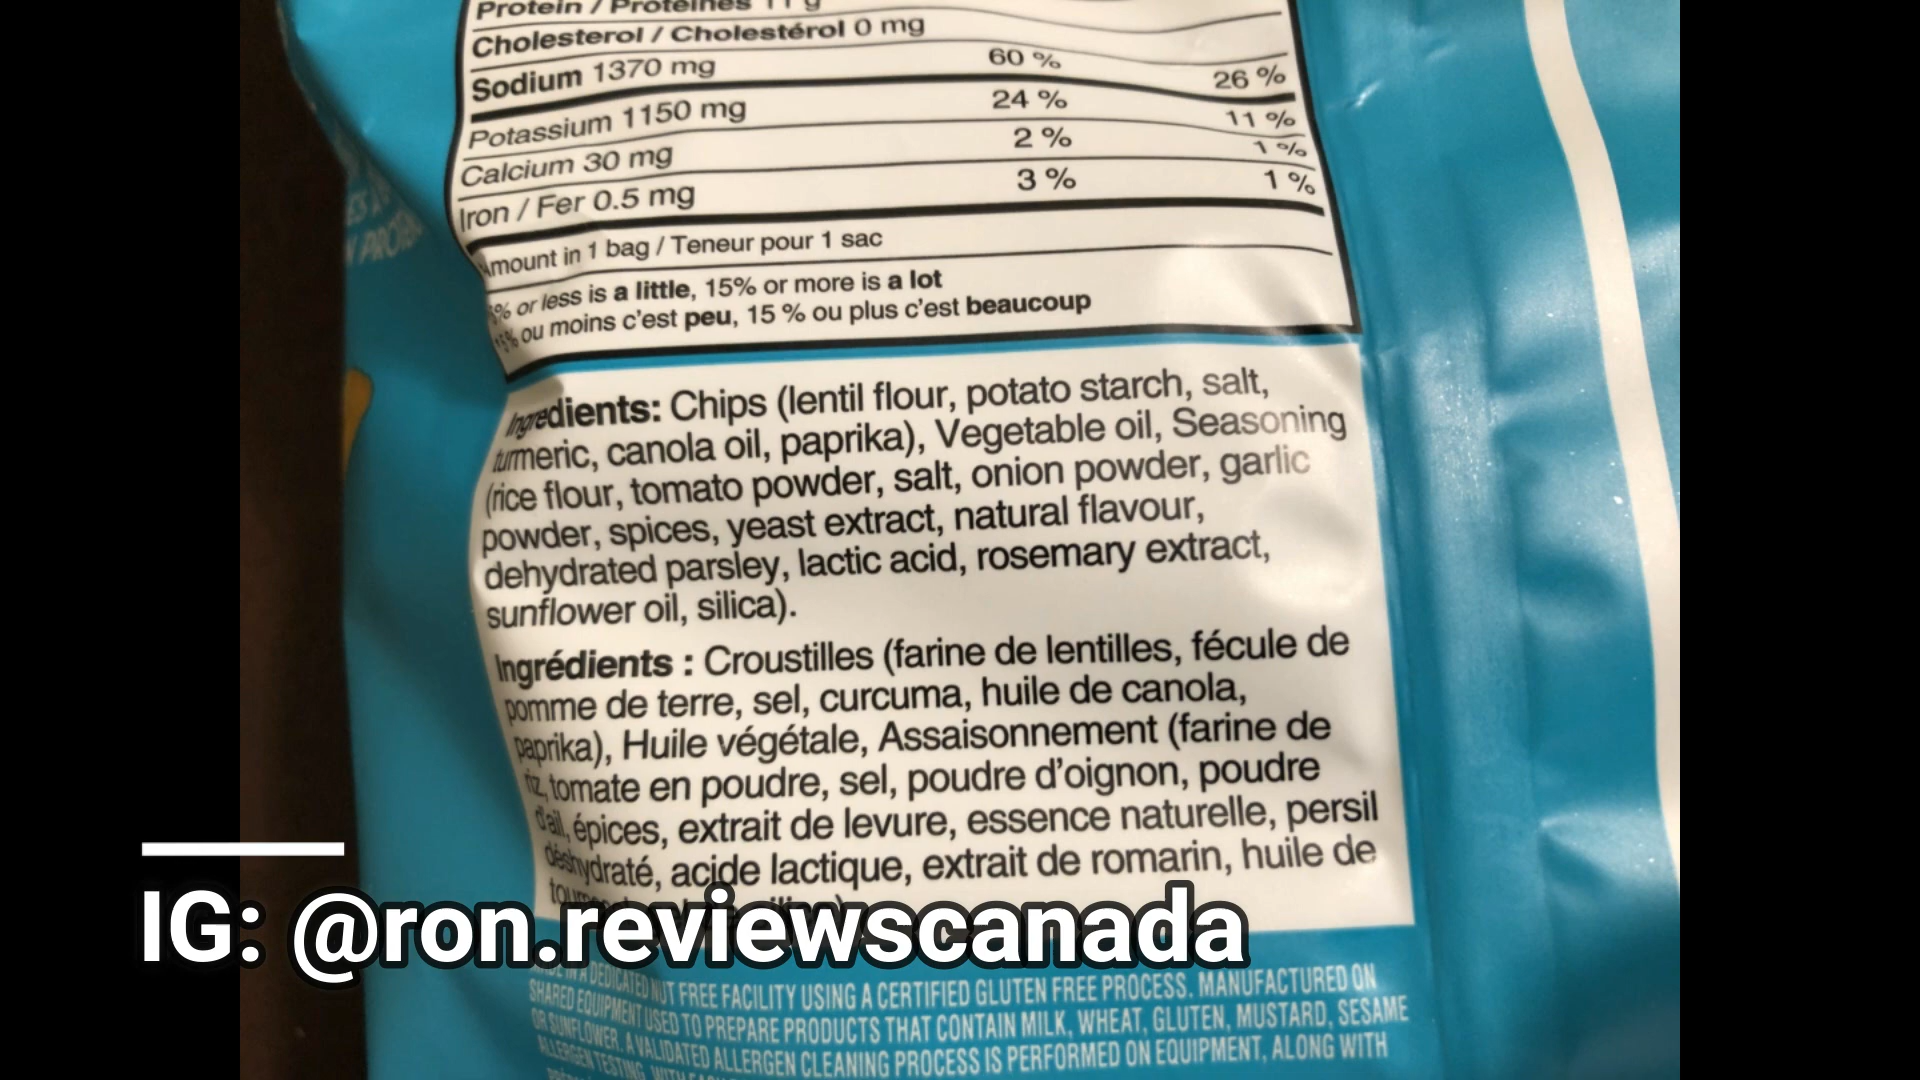 Protein / Protéines 11 g
Cholesterol / Cholestérol 0 mg
Sodium 1370 mg 60 % 26 %
Potassium 1150 mg 24 % 11 %
Calcium 30 mg 2 % 1 %
Iron / Fer 0.5 mg 3 % 1 %
Amount in 1 bag / Teneur pour 1 sac
% or less is a little, 15% or more is a lot
% ou moins c'est peu, 15 % ou plus c'est beaucoup
Ingredients: Chips (lentil flour, potato starch, salt,
turmeric, canola oil, paprika), Vegetable oil, Seasoning
(rice flour, tomato powder, salt, onion powder, garlic
powder, spices, yeast extract, natural flavour,
dehydrated parsley, lactic acid, rosemary extract,
sunflower oil, silica).
Ingrédients : Croustilles (farine de lentilles, fécule de
pomme de terre, sel, curcuma, huile de canola,
paprika), Huile végétale, Assaisonnement (farine de
riz, tomate en poudre, sel, poudre d'oignon, poudre
d'ail, épices, extrait de levure, essence naturelle, persil
déshydraté, acide lactique, extrait de romarin, huile de
IG: @ron.reviewscanada
IN A DEDICATED NUT FREE FACILITY USING A CERTIFIED GLUTEN FREE PROCESS. MANUFACTURED ON
SHARED EQUIPMENT USED TO PREPARE PRODUCTS THAT CONTAIN MILK, WHEAT, GLUTEN, MUSTARD, SESAME
OR SUNFLOWER. A VALIDATED ALLERGEN CLEANING PROCESS IS PERFORMED ON EQUIPMENT, ALONG WITH
ALLERGEN TESTING,